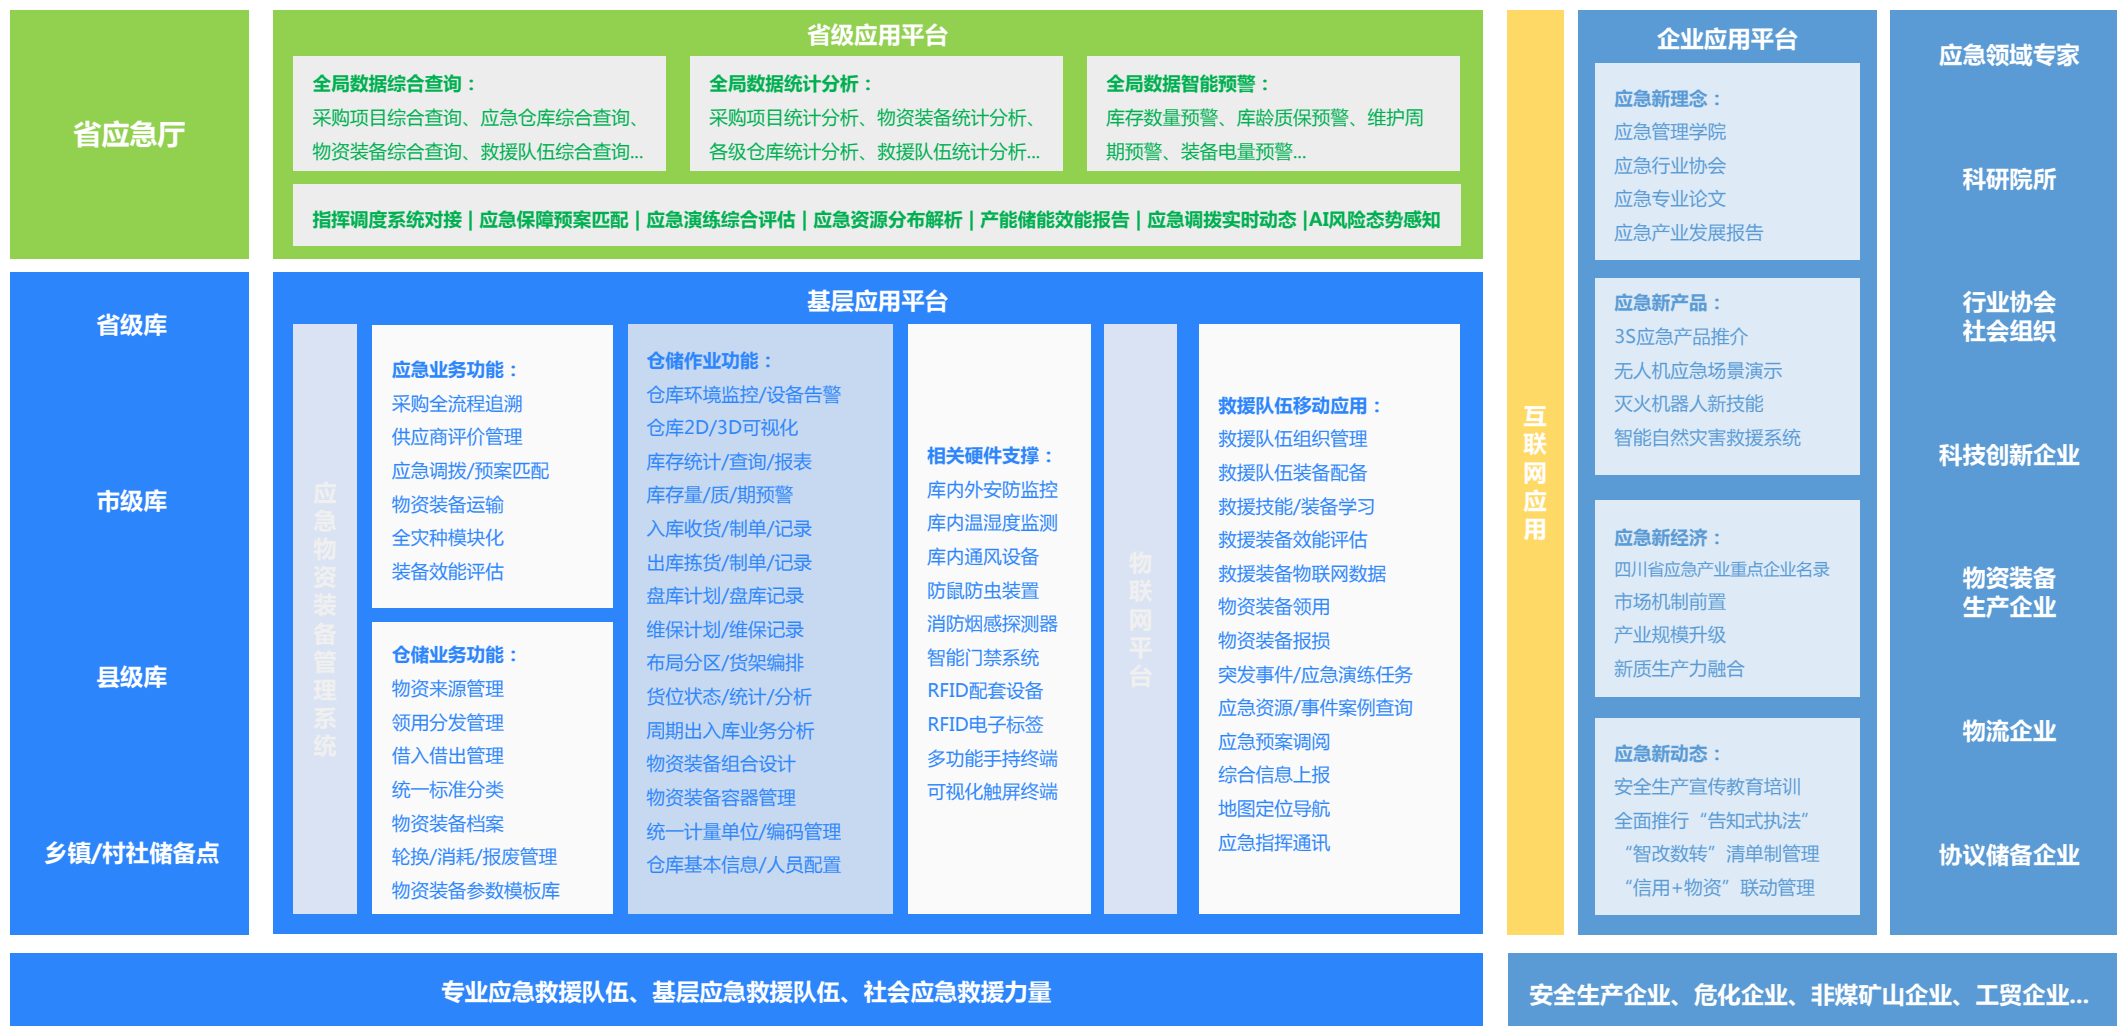 省应急厅
省级应用平台
全局数据综合查询：
采购项目综合查询、应急仓库综合查询、
物资装备综合查询、救援队伍综合查询...
全局数据统计分析：
采购项目统计分析、物资装备统计分析、
各级仓库统计分析、救援队伍统计分析...
全局数据智能预警：
库存数量预警、库龄质保预警、维护周
期预警、装备电量预警...
指挥调度系统对接 | 应急保障预案匹配 | 应急演练综合评估 | 应急资源分布解析 | 产能储能效能报告 | 应急调拨实时动态 |AI风险态势感知
省级库
市级库
县级库
乡镇/村社储备点
基层应用平台
应急物资装备管理系统
应急业务功能：
采购全流程追溯
供应商评价管理
应急调拨/预案匹配
物资装备运输
全灾种模块化
装备效能评估
仓储业务功能：
物资来源管理
领用分发管理
借入借出管理
统一标准分类
物资装备档案
轮换/消耗/报废管理
物资装备参数模板库
仓储作业功能：
仓库环境监控/设备告警
仓库2D/3D可视化
库存统计/查询/报表
库存量/质/期预警
入库收货/制单/记录
出库拣货/制单/记录
盘库计划/盘库记录
维保计划/维保记录
布局分区/货架编排
货位状态/统计/分析
周期出入库业务分析
物资装备组合设计
物资装备容器管理
统一计量单位/编码管理
仓库基本信息/人员配置
相关硬件支撑：
库内外安防监控
库内温湿度监测
库内通风设备
防鼠防虫装置
消防烟感探测器
智能门禁系统
RFID配套设备
RFID电子标签
多功能手持终端
可视化触屏终端
物联网平台
救援队伍移动应用：
救援队伍组织管理
救援队伍装备配备
救援技能/装备学习
救援装备效能评估
救援装备物联网数据
物资装备领用
物资装备报损
突发事件/应急演练任务
应急资源/事件案例查询
应急预案调阅
综合信息上报
地图定位导航
应急指挥通讯
专业应急救援队伍、基层应急救援队伍、社会应急救援力量
互联网应用
企业应用平台
应急新理念：
应急管理学院
应急行业协会
应急专业论文
应急产业发展报告
应急新产品：
3S应急产品推介
无人机应急场景演示
灭火机器人新技能
智能自然灾害救援系统
应急新经济：
四川省应急产业重点企业名录
市场机制前置
产业规模升级
新质生产力融合
应急新动态：
安全生产宣传教育培训
全面推行“告知式执法”
“智改数转”清单制管理
“信用+物资”联动管理
应急领域专家
科研院所
行业协会
社会组织
科技创新企业
物资装备
生产企业
物流企业
协议储备企业
安全生产企业、危化企业、非煤矿山企业、工贸企业...